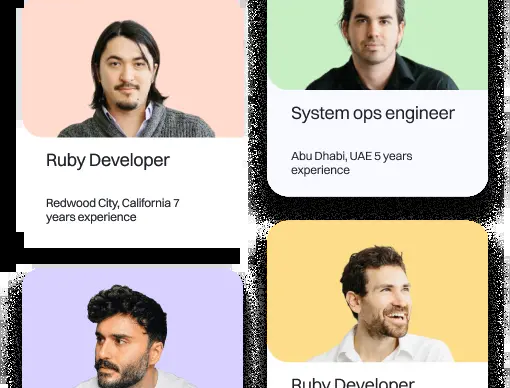 Ruby Developer
Redwood City, California 7
years experience
System ops engineer
Abu Dhabi, UAE 5 years
experience
Ruby Developer